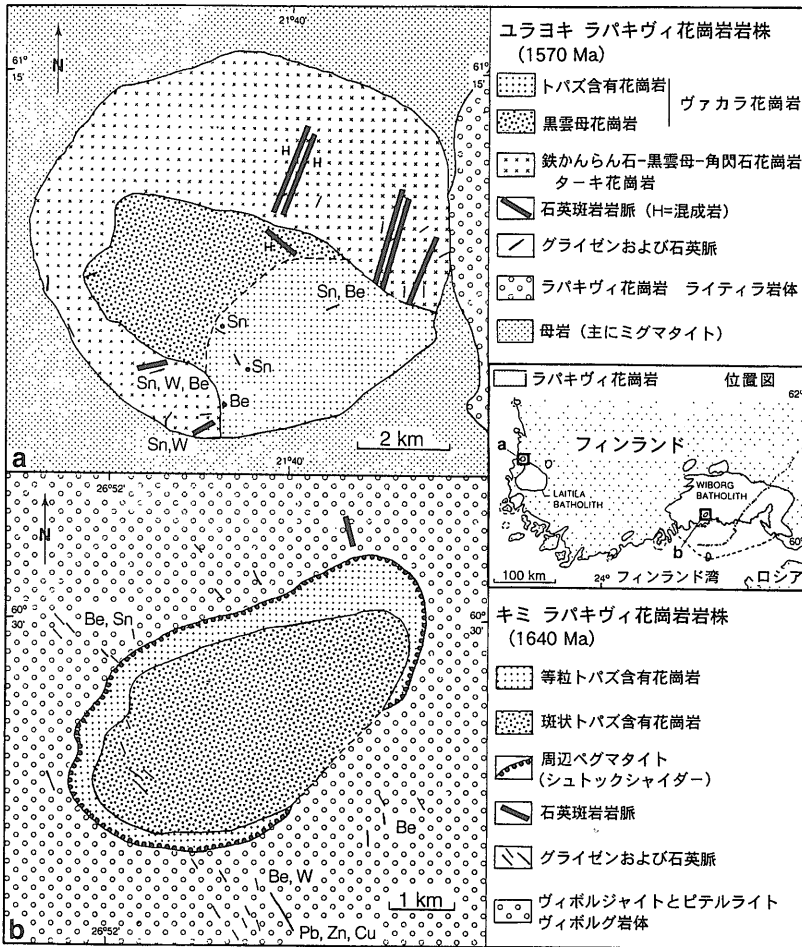 21°40'
N
61°
15'
61°
15'
H
H
H
Sn, Be
Sn
Sn
Sn, W, Be
Be
Sn,W
21°40'
2 km
a
ユラヨキ ラパキヴィ花崗岩岩株
(1570 Ma)
トパズ含有花崗岩
黒雲母花崗岩
ヴァカラ花崗岩
鉄かんらん石−黒雲母−角閃石花崗岩
ターキ花崗岩
石英斑岩岩脈（H=混成岩）
グライゼンおよび石英脈
ラパキヴィ花崗岩 ライティラ岩体
母岩（主にミグマタイト）
ラパキヴィ花崗岩 位置図
62°
フィンランド
a
LAITILA
BATHOLITH
WIBORG
BATHOLITH
b
60°
100 km
24°
フィンランド湾
ロシア
26°52'
N
60°
30'
60°
30'
Be, Sn
Be
Be, W
1 km
26°52'
Pb, Zn, Cu
b
キミ ラパキヴィ花崗岩岩株
(1640 Ma)
等粒トパズ含有花崗岩
斑状トパズ含有花崗岩
周辺ペグマタイト
(シュトックシャイダー)
石英斑岩岩脈
グライゼンおよび石英脈
ヴィボルジャイトとピテルライト
ヴィボルグ岩体